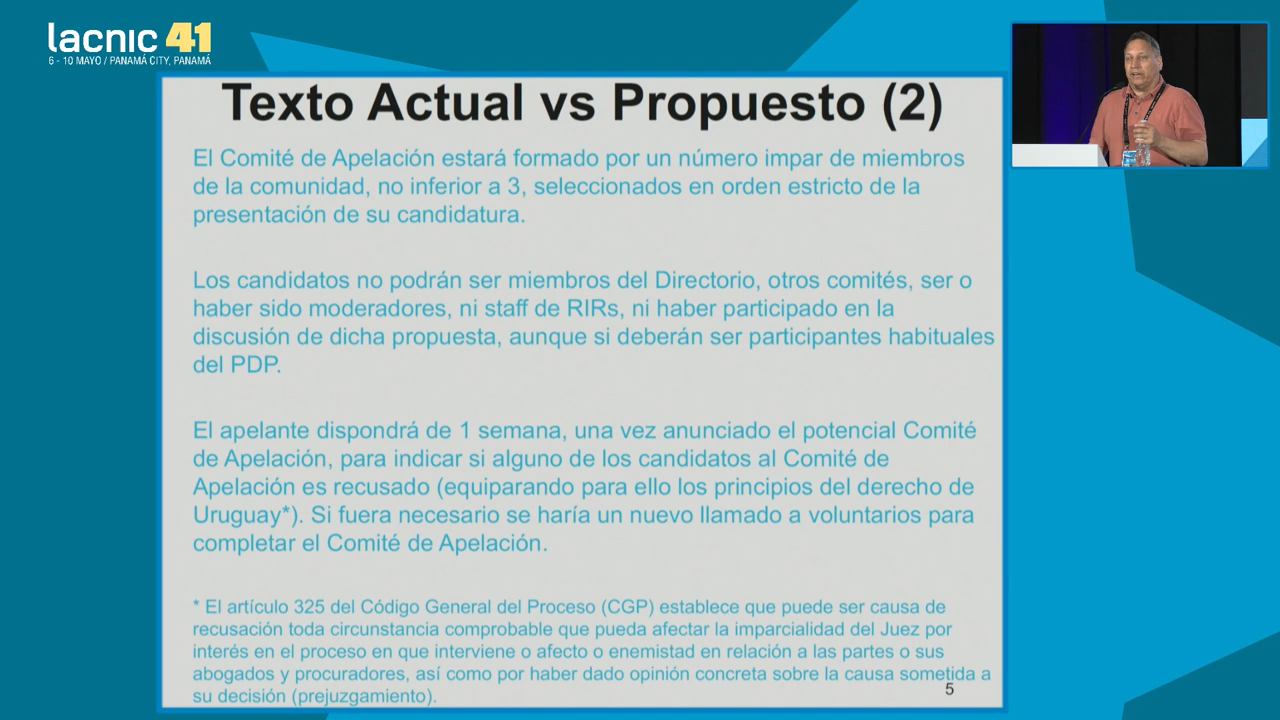 lacnic 41
6 - 10 MAYO / PANAMÁ CITY, PANAMÁ
Texto Actual vs Propuesto (2)
El Comité de Apelación estará formado por un número impar de miembros
de la comunidad, no inferior a 3, seleccionados en orden estricto de la
presentación de su candidatura.
Los candidatos no podrán ser miembros del Directorio, otros comités, ser o
haber sido moderadores, ni staff de RIRs, ni haber participado en la
discusión de dicha propuesta, aunque si deberán ser participantes habituales
del PDP.
El apelante dispondrá de 1 semana, una vez anunciado el potencial Comité
de Apelación, para indicar si alguno de los candidatos al Comité de
Apelación es recusado (equiparando para ello los principios del derecho de
Uruguay*). Si fuera necesario se haría un nuevo llamado a voluntarios para
completar el Comité de Apelación.
* El artículo 325 del Código General del Proceso (CGP) establece que puede ser causa de
recusación toda circunstancia comprobable que pueda afectar la imparcialidad del Juez por
interés en el proceso en que interviene o afecto o enemistad en relación a las partes o sus
abogados y procuradores, así como por haber dado opinión concreta sobre la causa sometida a
su decisión (prejuzgamiento).
5